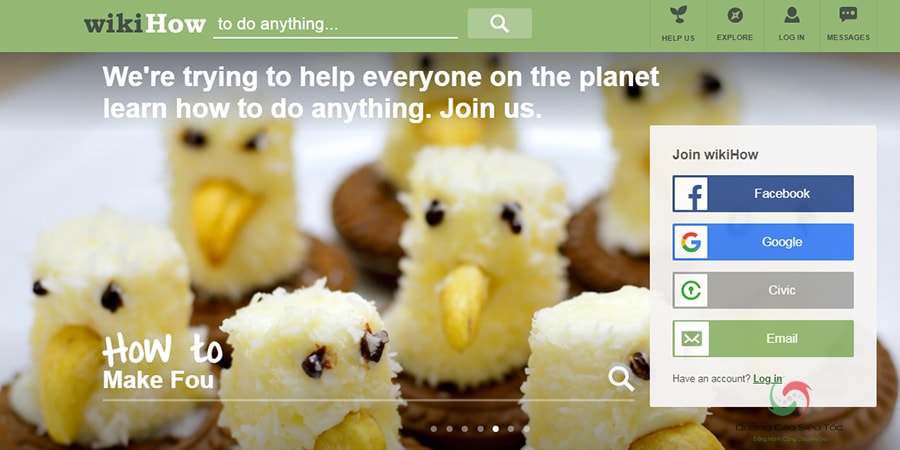 wikiHow to do anything...
HELP US
EXPLORE
LOG IN
MESSAGES
We're trying to help everyone on the planet
learn how to do anything. Join us.
Join wikiHow
Facebook
Google
Civic
Email
Have an account? Log in
How to
Make Fou